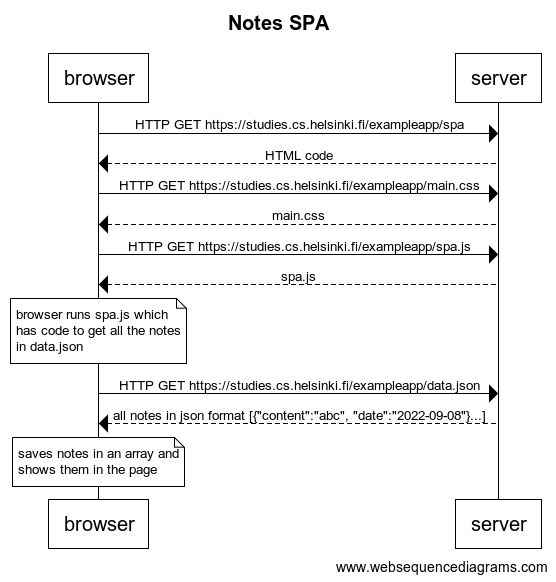 Notes SPA
browser
server
HTTP GET https://studies.cs.helsinki.fi/exampleapp/spa
HTML code
HTTP GET https://studies.cs.helsinki.fi/exampleapp/main.css
main.css
HTTP GET https://studies.cs.helsinki.fi/exampleapp/spa.js
spa.js
browser runs spa.js which
has code to get all the notes
in data.json
HTTP GET https://studies.cs.helsinki.fi/exampleapp/data.json
all notes in json format [{"content":"abc", "date":"2022-09-08"}...]
saves notes in an array and
shows them in the page
browser
server
www.websequencediagrams.com